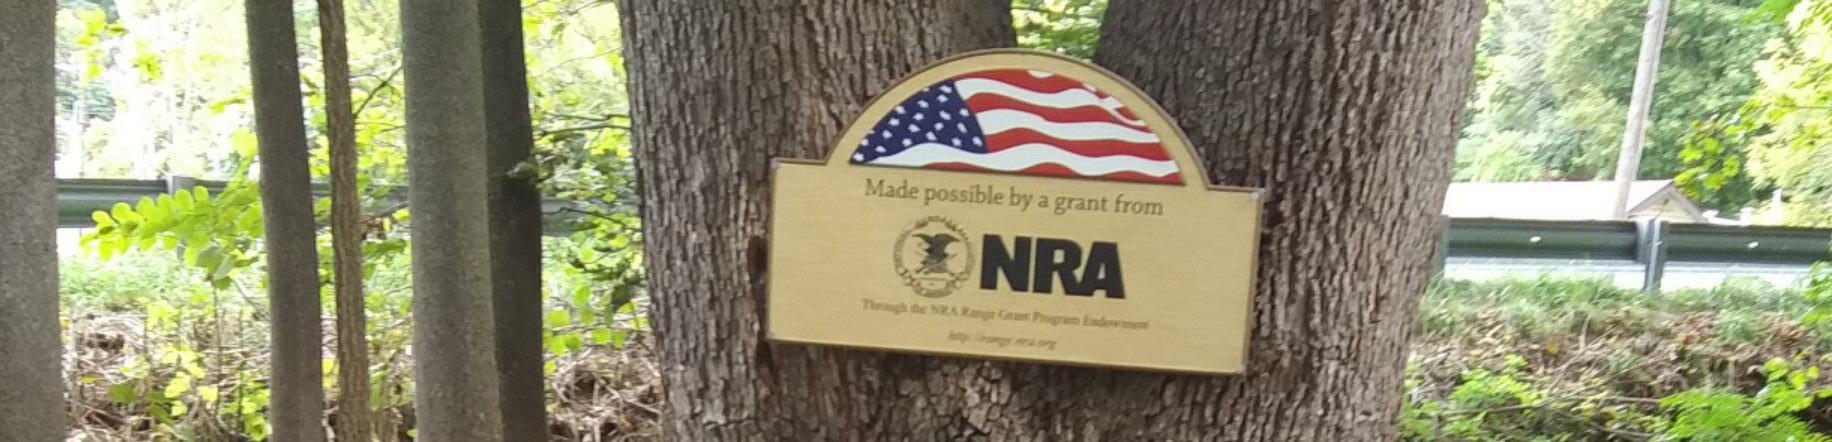 Made possible by a grant from
NRA
Through the NRA Range Grant Program Endowment
http://range.nra.org